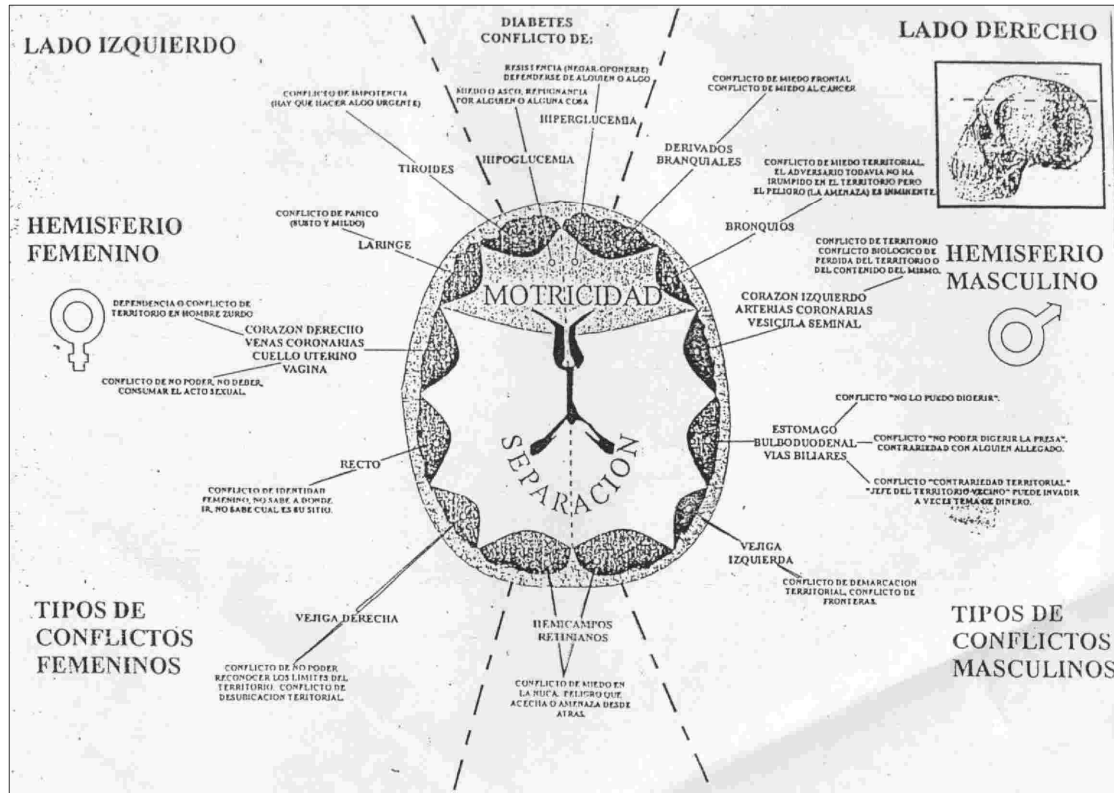 LADO IZQUIERDO
DIABETES
CONFLICTO DE:
LADO DERECHO
RESISTENCIA (NEGAR-OPONERSE)
DEFENDERSE DE ALGUIEN O ALGO
MIEDO O ASCO, REPUGNANCIA
POR ALGUIEN O ALGUNA COSA
HIPERGLUCEMIA
HIPOGLUCEMIA
CONFLICTO DE IMPOTENCIA
(HAY QUE HACER ALGO URGENTE)
TIROIDES
CONFLICTO DE MIEDO FRONTAL
CONFLICTO DE MIEDO AL CANCER
DERIVADOS
BRANQUIALES
CONFLICTO DE MIEDO TERRITORIAL.
EL ADVERSARIO TODAVIA NO HA
IRUMPIDO EN EL TERRITORIO PERO
EL PELIGRO (LA AMENAZA) ES INMINENTE.
BRONQUIOS
HEMISFERIO
FEMENINO
CONFLICTO DE PANICO
(SUSTO Y MILDO)
LARINGE
CONFLICTO DE TERRITORIO
CONFLICTO BIOLOGICO DE
PERDIDA DEL TERRITORIO O
DEL CONTENIDO DEL MISMO.
HEMISFERIO
MASCULINO
CORAZON IZQUIERDO
ARTERIAS CORONARIAS
VESICULA SEMINAL
MOTRICIDAD
DEPENDENCIA O CONFLICTO DE
TERRITORIO EN HOMBRE ZURDO
CORAZON DERECHO
VENAS CORONARIAS
CUELLO UTERINO
VAGINA
CONFLICTO DE NO PODER, NO DEBER,
CONSUMAR EL ACTO SEXUAL.
CONFLICTO "NO LO PUEDO DIGERIR".
ESTOMAGO
BULBODUODENAL
VIAS BILIARES
CONFLICTO "NO PODER DIGERIR LA PRESA".
CONTRARIEDAD CON ALGUIEN ALLEGADO.
CONFLICTO "CONTRARIEDAD TERRITORIAL"
"JEFE DEL TERRITORIO VECINO" PUEDE INVADIR
A VECES TEMA DE DINERO.
SEPARACION
RECTO
CONFLICTO DE IDENTIDAD
FEMENINO, NO SABE A DONDE
IR, NO SABE CUAL ES SU SITIO.
VEJIGA
IZQUIERDA
CONFLICTO DE DEMARCACION
TERRITORIAL, CONFLICTO DE
FRONTERAS.
TIPOS DE
CONFLICTOS
FEMENINOS
VEJIGA DERECHA
CONFLICTO DE NO PODER
RECONOCER LOS LIMITES DEL
TERRITORIO. CONFLICTO DE
DESUBICACION TERITORIAL.
HEMICAMPOS
RETINIANOS
CONFLICTO DE MIEDO EN
LA NUCA. PELIGRO QUE
ACECHA O AMENAZA DESDE
ATRAS.
TIPOS DE
CONFLICTOS
MASCULINOS